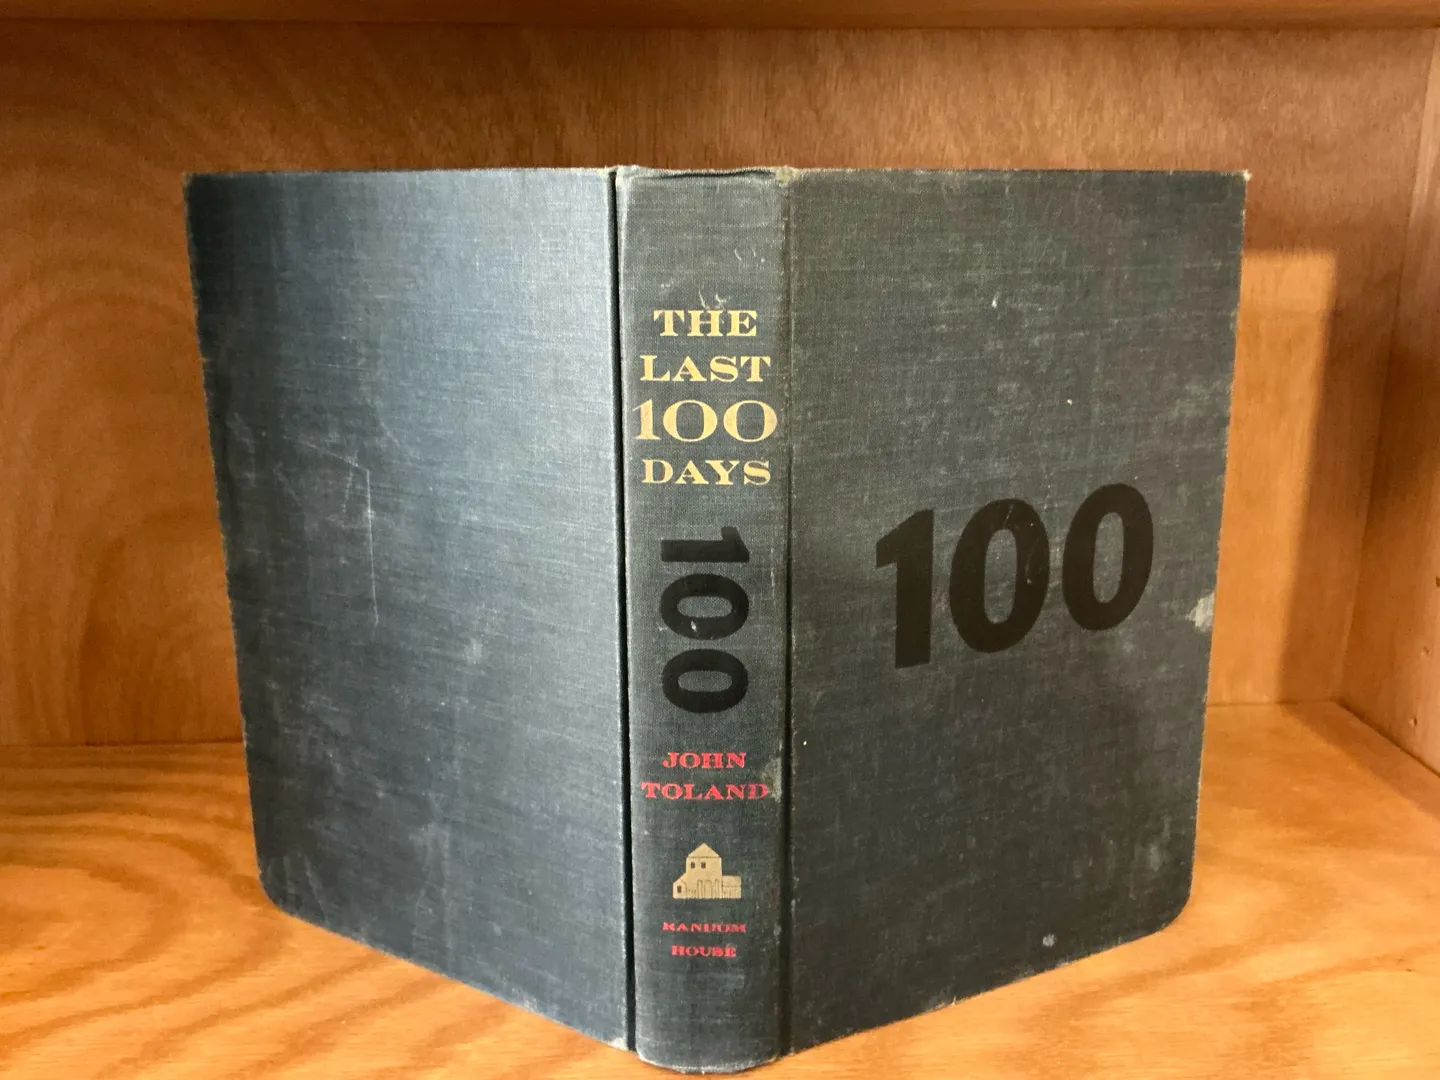 THE
LAST
100
DAYS
100
JOHN
TOLAND
RANDOM
HOUSE
100